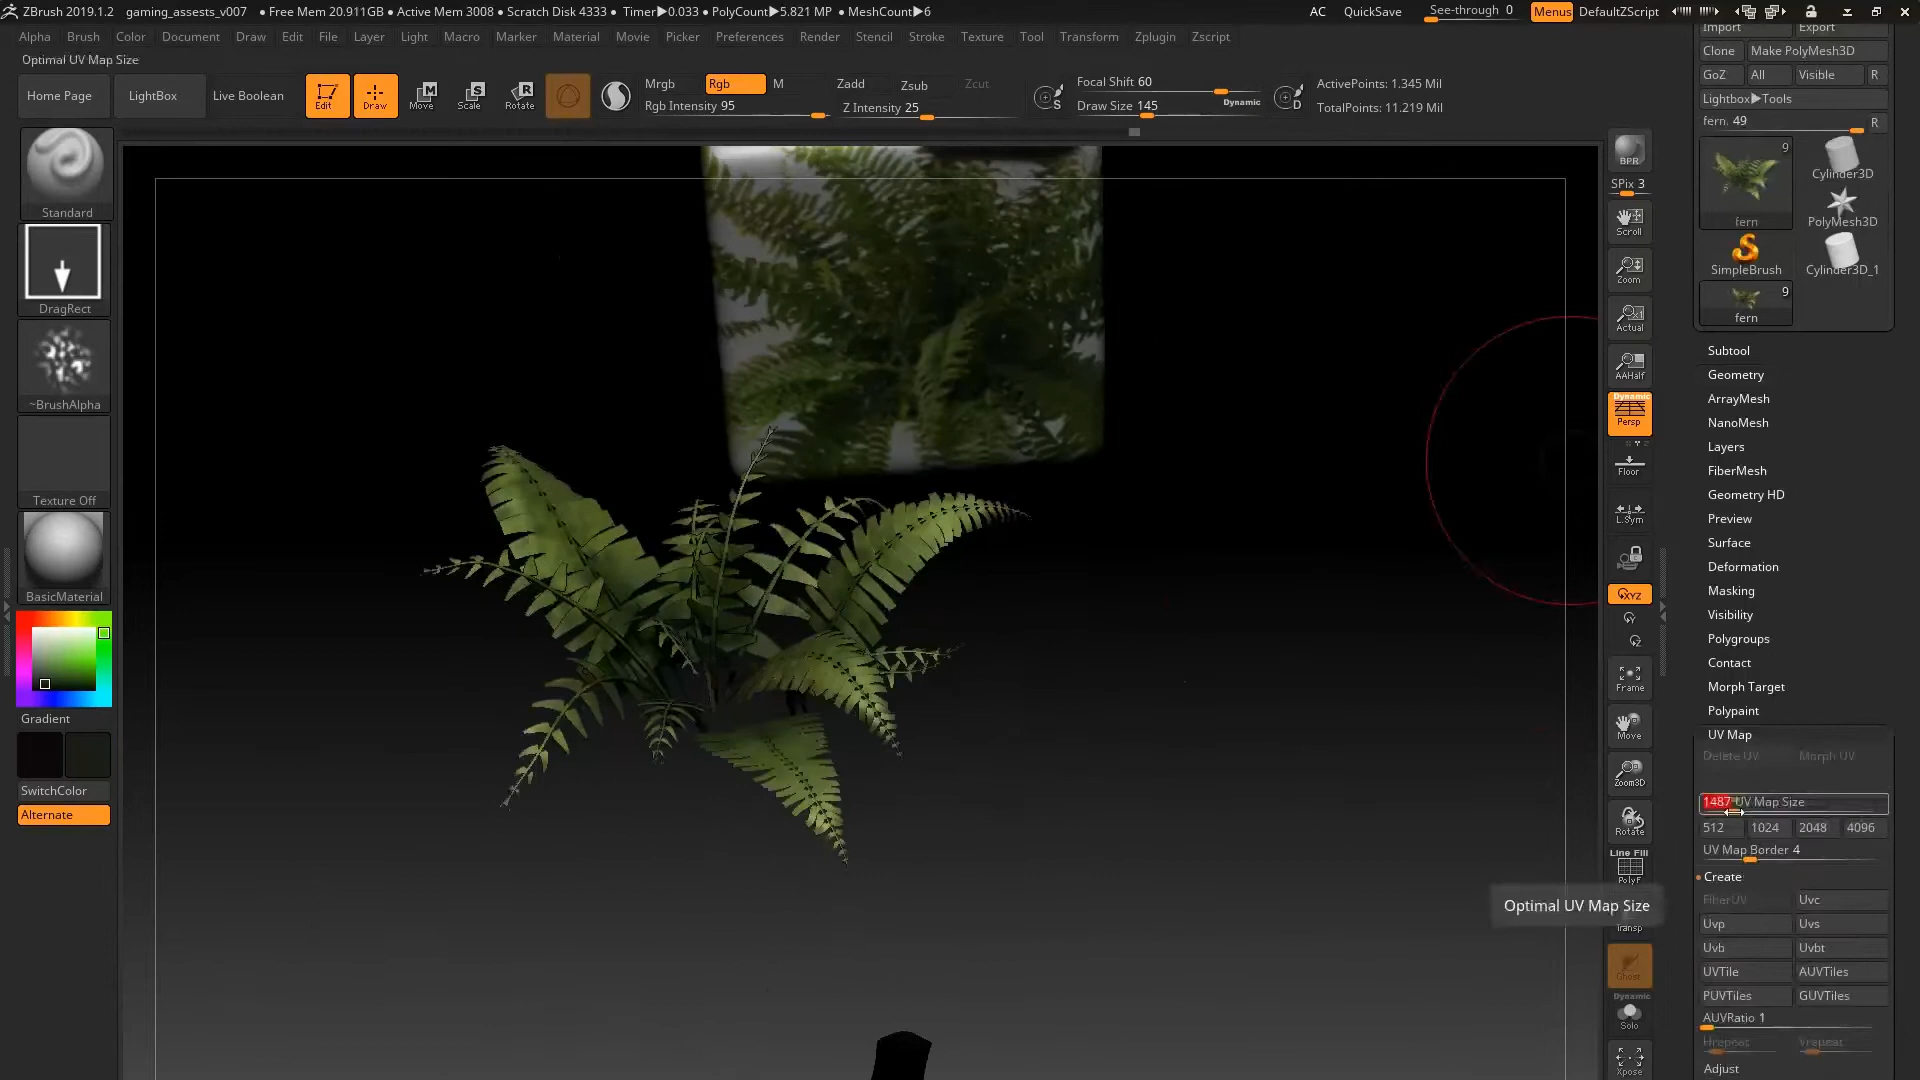 ZBrush 2019.1.2 gaming_assests_v007 ● Free Mem 20.911GB ● Active Mem 3008 ● Scratch Disk 4333 ● Timer▶0.033 ● PolyCount▶5.821 MP ● MeshCount▶6 AC QuickSave See-through 0 Menus DefaultZScript
Alpha Brush Color Document Draw Edit File Layer Light Macro Marker Material Movie Picker Preferences Render Stencil Stroke Texture Tool Transform Zplugin Zscript
Optimal UV Map Size
Home Page LightBox Live Boolean Edit Draw Move Scale Rotate
Mrgb Rgb M Zadd Zsub Zcut
Rgb Intensity 95 Z Intensity 25
Focal Shift 60
Draw Size 145 Dynamic
S D
ActivePoints: 1.345 Mil
TotalPoints: 11.219 Mil
Standard
DragRect
~BrushAlpha
Texture Off
BasicMaterial
Gradient
SwitchColor
Alternate
BPR
SPix 3
Scroll
Zoom
Actual
AAHalf
Dynamic
Persp
Floor
L.Sym
XYZ
Y
Z
Frame
Move
Zoom3D
Rotate
Line Fill
PolyF
Transp
Ghost
Dynamic
Solo
Xpose
Optimal UV Map Size
Import Export
Clone Make PolyMesh3D
GoZ All Visible R
Lightbox▶Tools
fern. 49 R
9
fern
Cylinder3D
PolyMesh3D
SimpleBrush Cylinder3D_1
9
fern
Subtool
Geometry
ArrayMesh
NanoMesh
Layers
FiberMesh
Geometry HD
Preview
Surface
Deformation
Masking
Visibility
Polygroups
Contact
Morph Target
Polypaint
UV Map
Delete UV Morph UV
1487 UV Map Size
512 1024 2048 4096
UV Map Border 4
Create
FiberUV Uvc
Uvp Uvs
Uvb Uvbt
UVTile AUVTiles
PUVTiles GUVTiles
AUVRatio 1
Hrepeat Vrepeat
Adjust